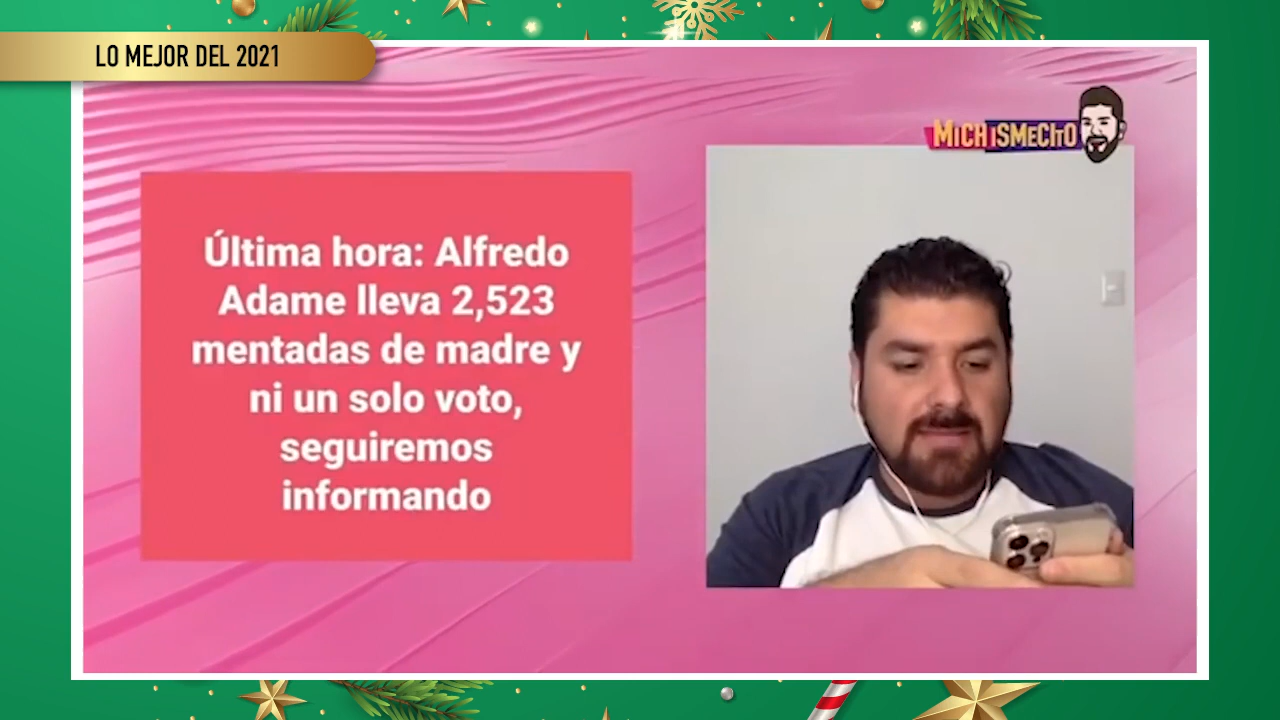 LO MEJOR DEL 2021
MICHISMECITO
Última hora: Alfredo
Adame lleva 2,523
mentadas de madre y
ni un solo voto,
seguiremos
informando